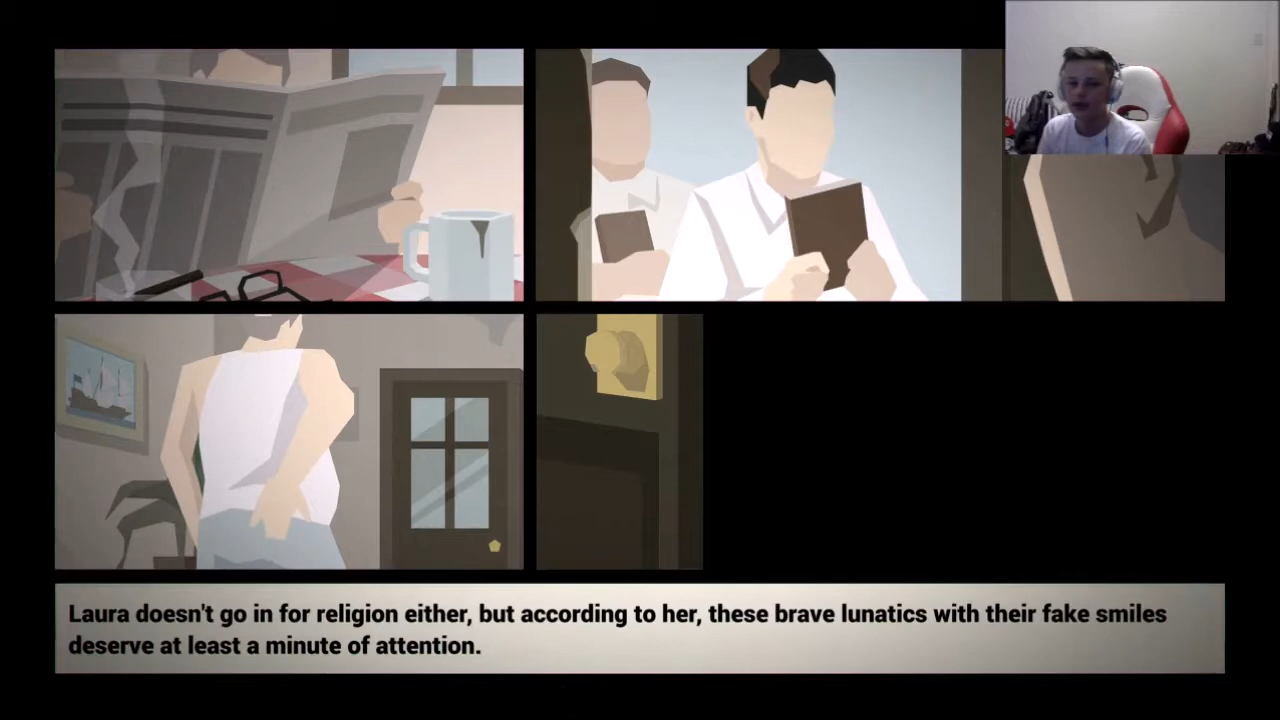 Laura doesn't go in for religion either, but according to her, these brave lunatics with their fake smiles
deserve at least a minute of attention.